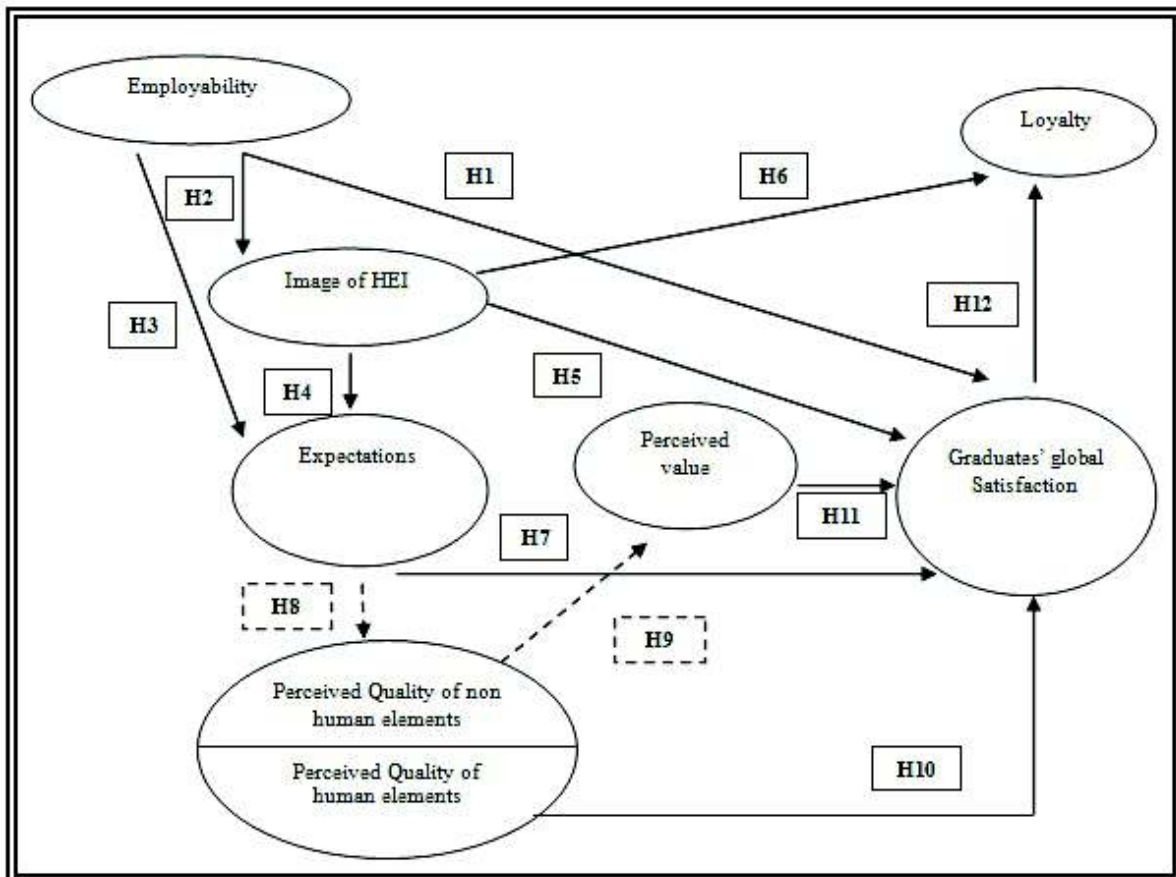 Employability
Loyalty
H1
H6
H2
Image of HEI
H12
H3
H5
H4
Perceived
value
Expectations
Graduates' global
Satisfaction
H11
H7
H8
H9
Perceived Quality of non
human elements
H10
Perceived Quality of
human elements